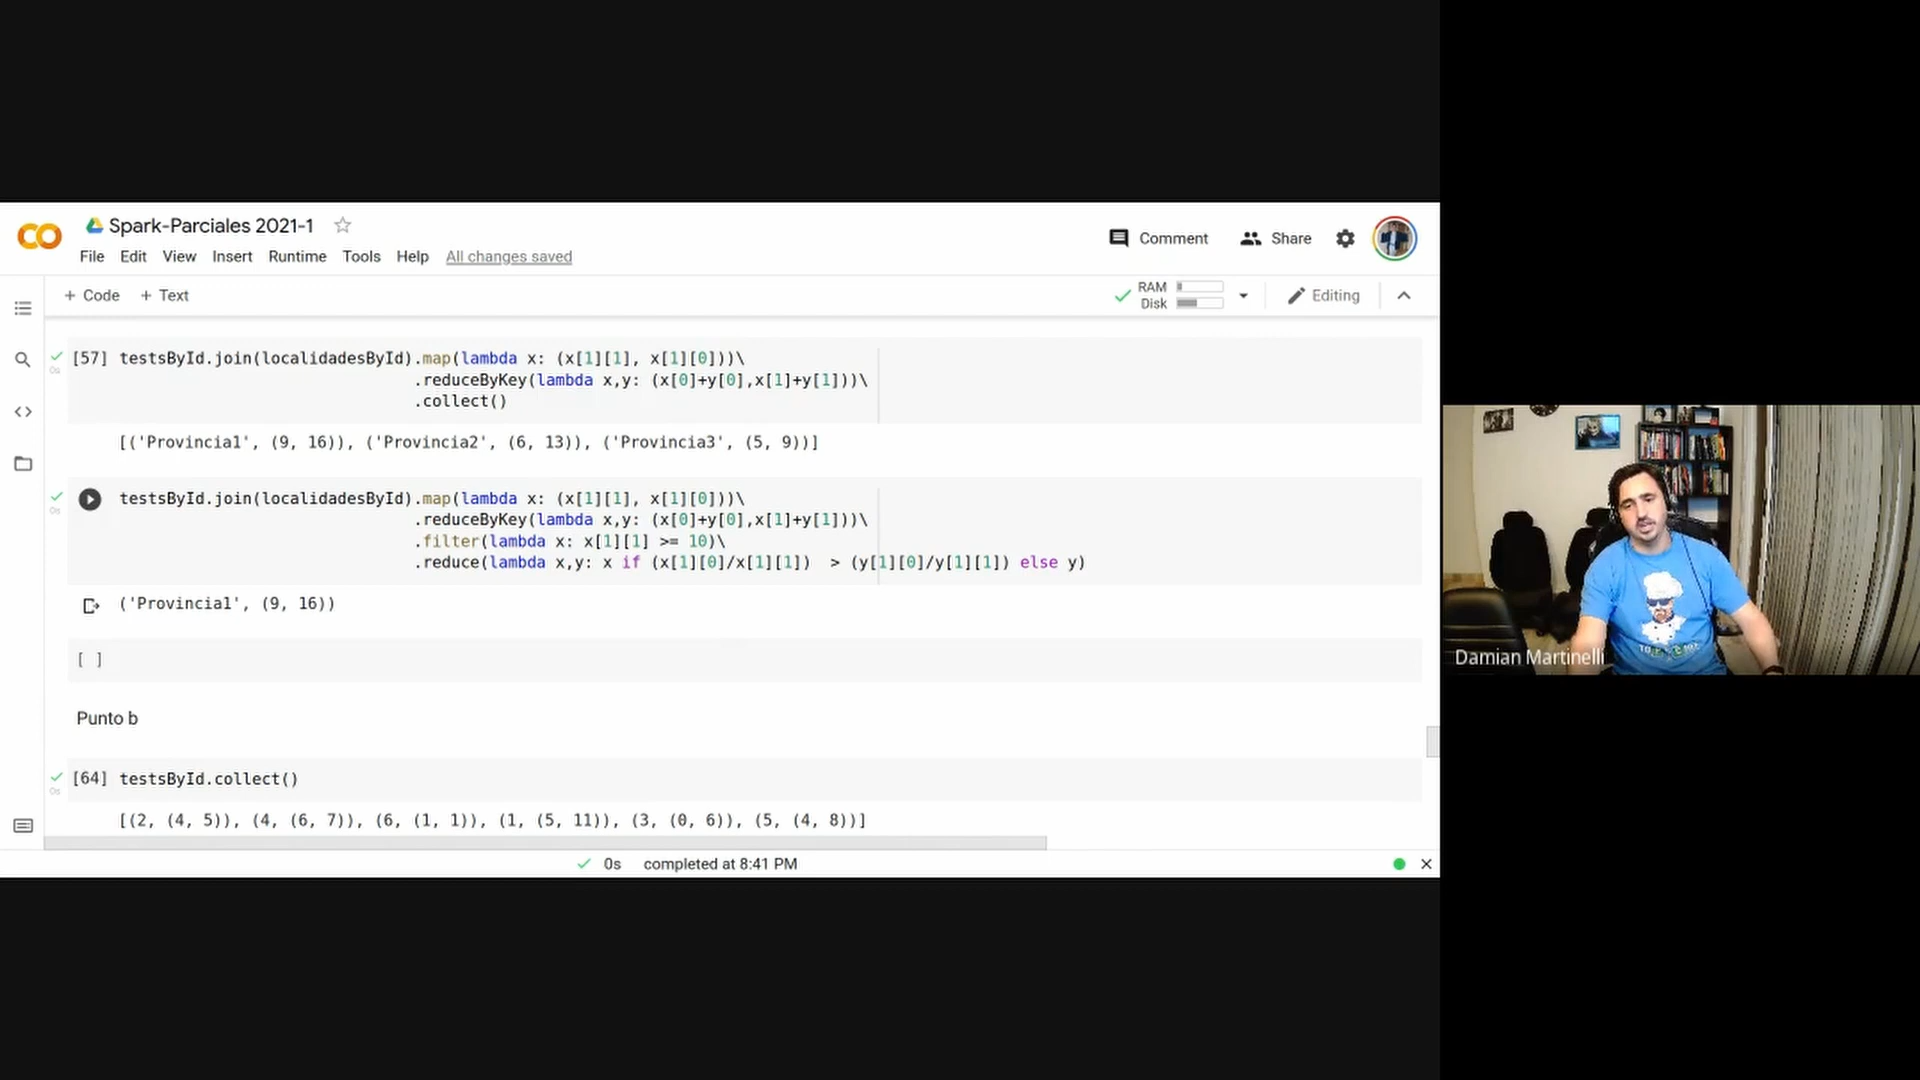 Spark-Parciales 2021-1
File Edit View Insert Runtime Tools Help All changes saved
Comment Share
+ Code + Text
RAM
Disk
Editing
[57] testsById.join(localidadesById).map(lambda x: (x[1][1], x[1][0]))\
.reduceByKey(lambda x,y: (x[0]+y[0],x[1]+y[1]))\
.collect()
0s
[('Provincia1', (9, 16)), ('Provincia2', (6, 13)), ('Provincia3', (5, 9))]
testsById.join(localidadesById).map(lambda x: (x[1][1], x[1][0]))\
0s
.reduceByKey(lambda x,y: (x[0]+y[0],x[1]+y[1]))\
.filter(lambda x: x[1][1] >= 10)\
.reduce(lambda x,y: x if (x[1][0]/x[1][1]) > (y[1][0]/y[1][1]) else y)
('Provincia1', (9, 16))
[ ]
Punto b
[64] testsById.collect()
0s
[(2, (4, 5)), (4, (6, 7)), (6, (1, 1)), (1, (5, 11)), (3, (0, 6)), (5, (4, 8))]
0s completed at 8:41 PM
Damian Martinelli